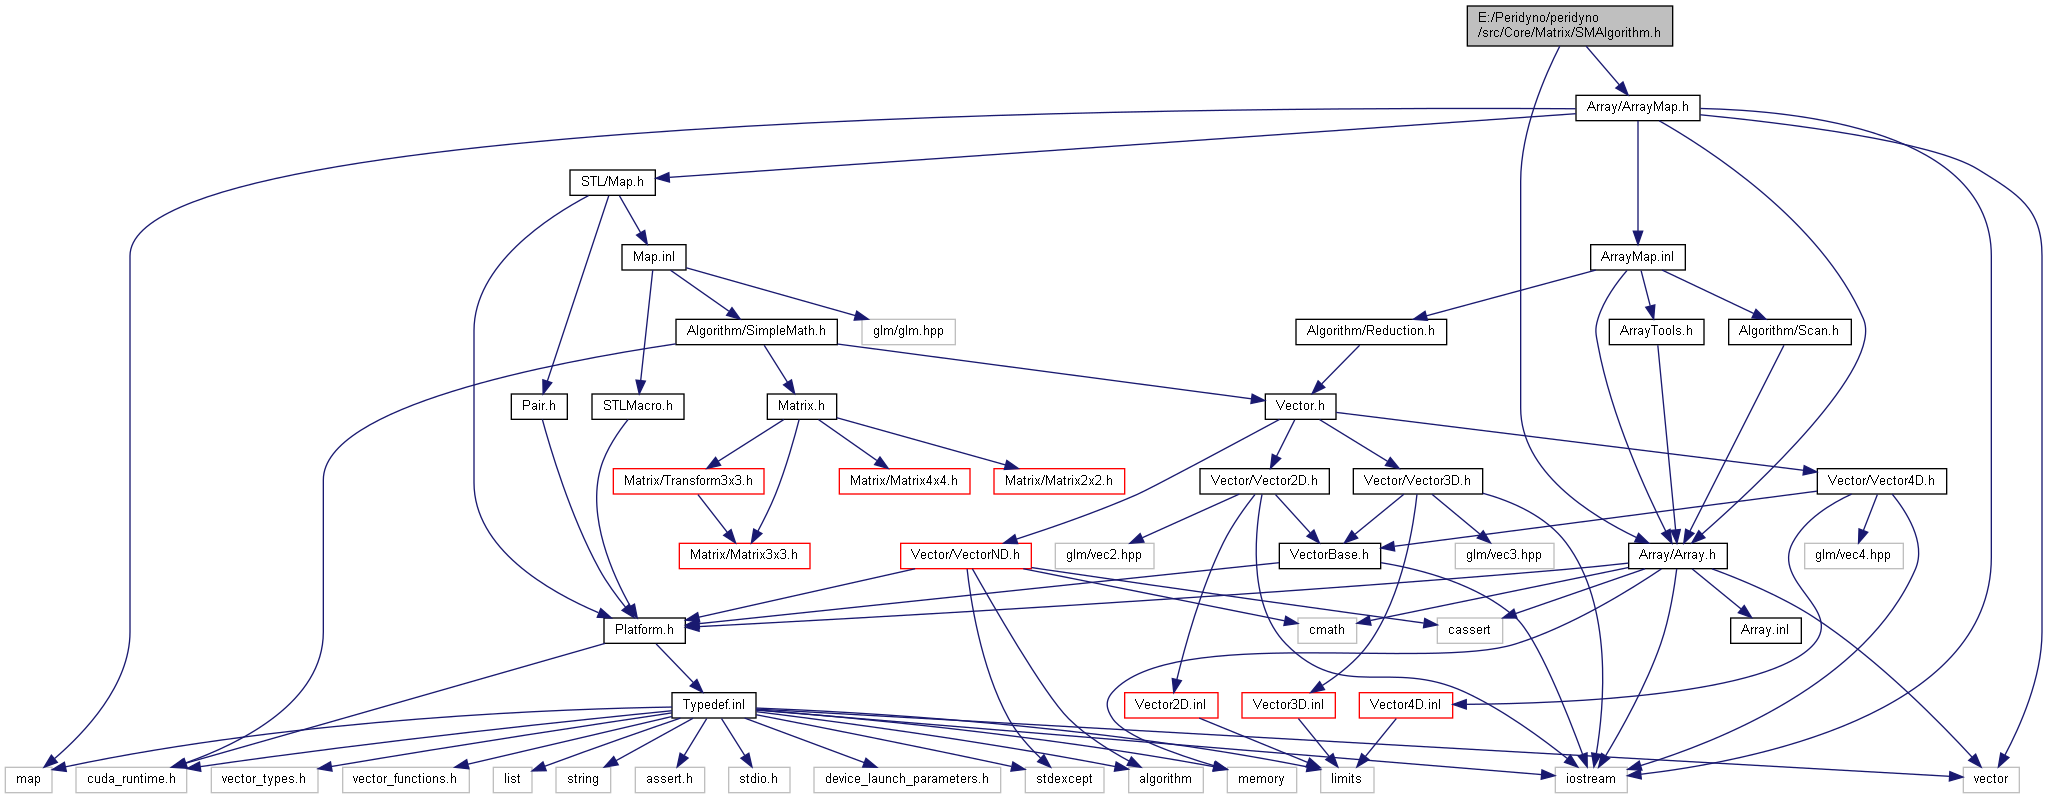 E:/Peridyno/peridyno
/src/Core/Matrix/SMAlgorithm.h
Array/ArrayMap.h
STL/Map.h
Map.inl
ArrayMap.inl
Algorithm/SimpleMath.h
glm/glm.hpp
Algorithm/Reduction.h
ArrayTools.h
Algorithm/Scan.h
Pair.h
STLMacro.h
Matrix.h
Vector.h
Matrix/Transform3x3.h
Matrix/Matrix4x4.h
Matrix/Matrix2x2.h
Vector/Vector2D.h
Vector/Vector3D.h
Vector/Vector4D.h
Matrix/Matrix3x3.h
Vector/VectorND.h
glm/vec2.hpp
VectorBase.h
glm/vec3.hpp
Array/Array.h
glm/vec4.hpp
Platform.h
cmath
cassert
Array.inl
Typedef.inl
Vector2D.inl
Vector3D.inl
Vector4D.inl
map
cuda_runtime.h
vector_types.h
vector_functions.h
list
string
assert.h
stdio.h
device_launch_parameters.h
stdexcept
algorithm
memory
limits
iostream
vector